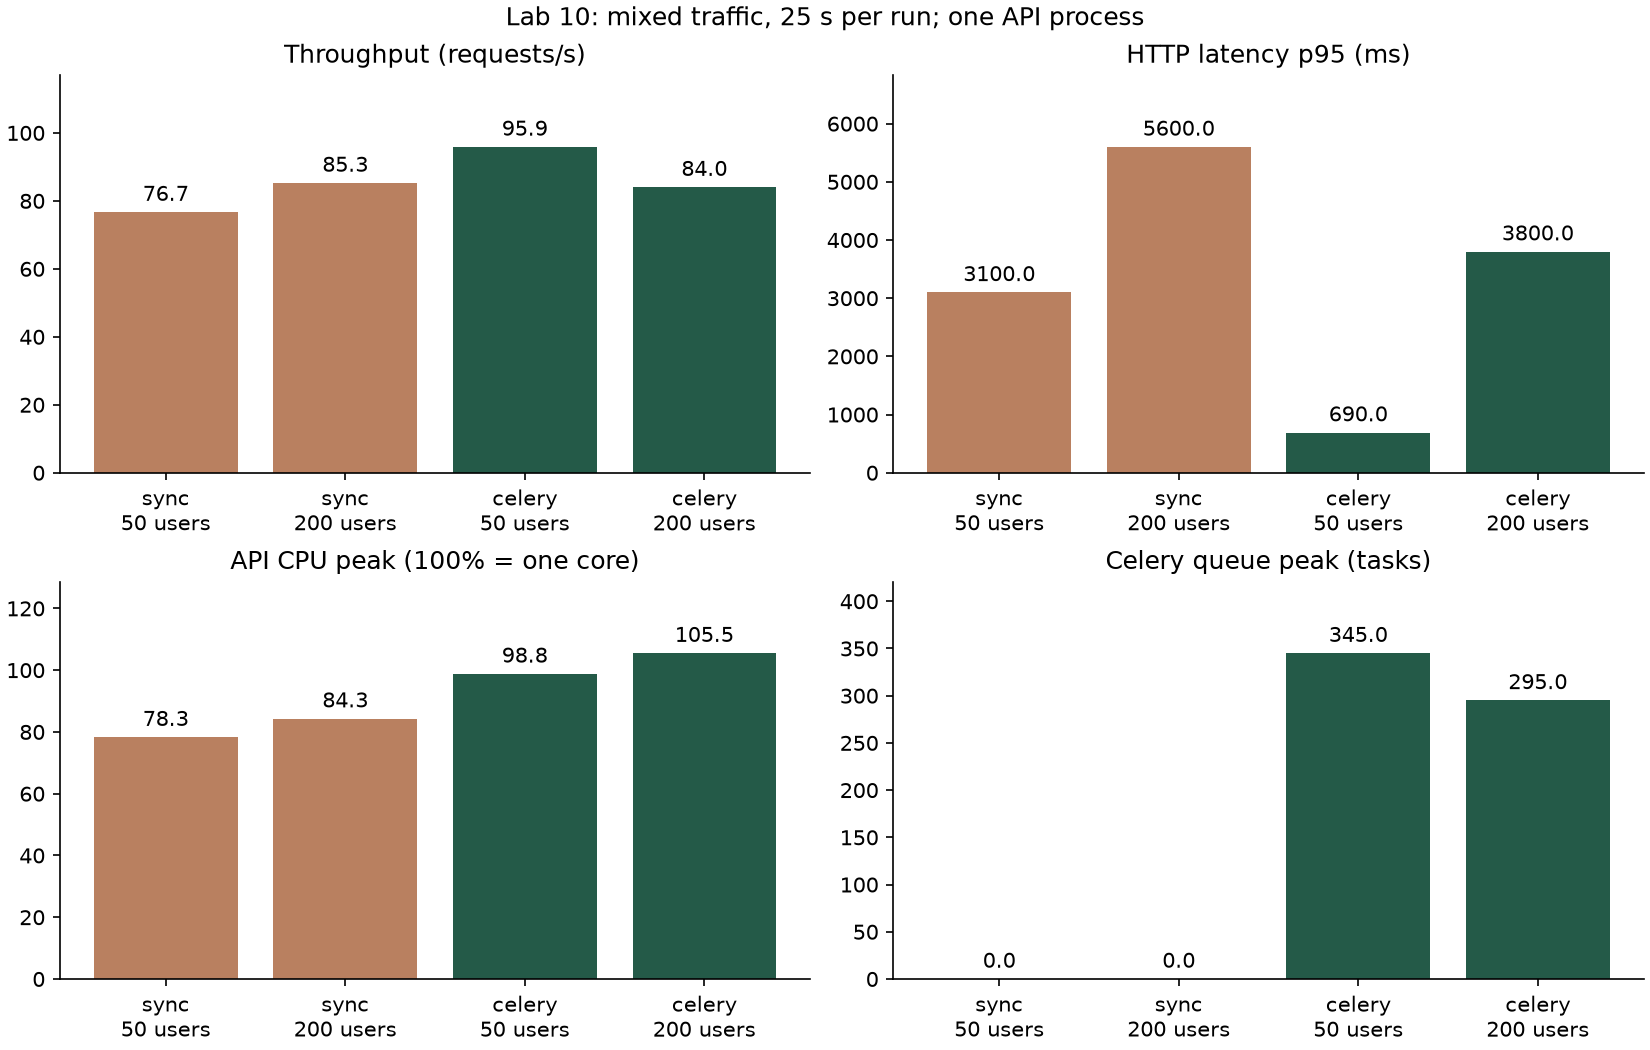 Lab 10: mixed traffic, 25 s per run; one API process
Throughput (requests/s)
100
80
60
40
20
0
76.7
85.3
95.9
84.0
sync
50 users
sync
200 users
celery
50 users
celery
200 users
HTTP latency p95 (ms)
6000
5000
4000
3000
2000
1000
0
3100.0
5600.0
690.0
3800.0
sync
50 users
sync
200 users
celery
50 users
celery
200 users
API CPU peak (100% = one core)
120
100
80
60
40
20
0
78.3
84.3
98.8
105.5
sync
50 users
sync
200 users
celery
50 users
celery
200 users
Celery queue peak (tasks)
400
350
300
250
200
150
100
50
0
0.0
0.0
345.0
295.0
sync
50 users
sync
200 users
celery
50 users
celery
200 users